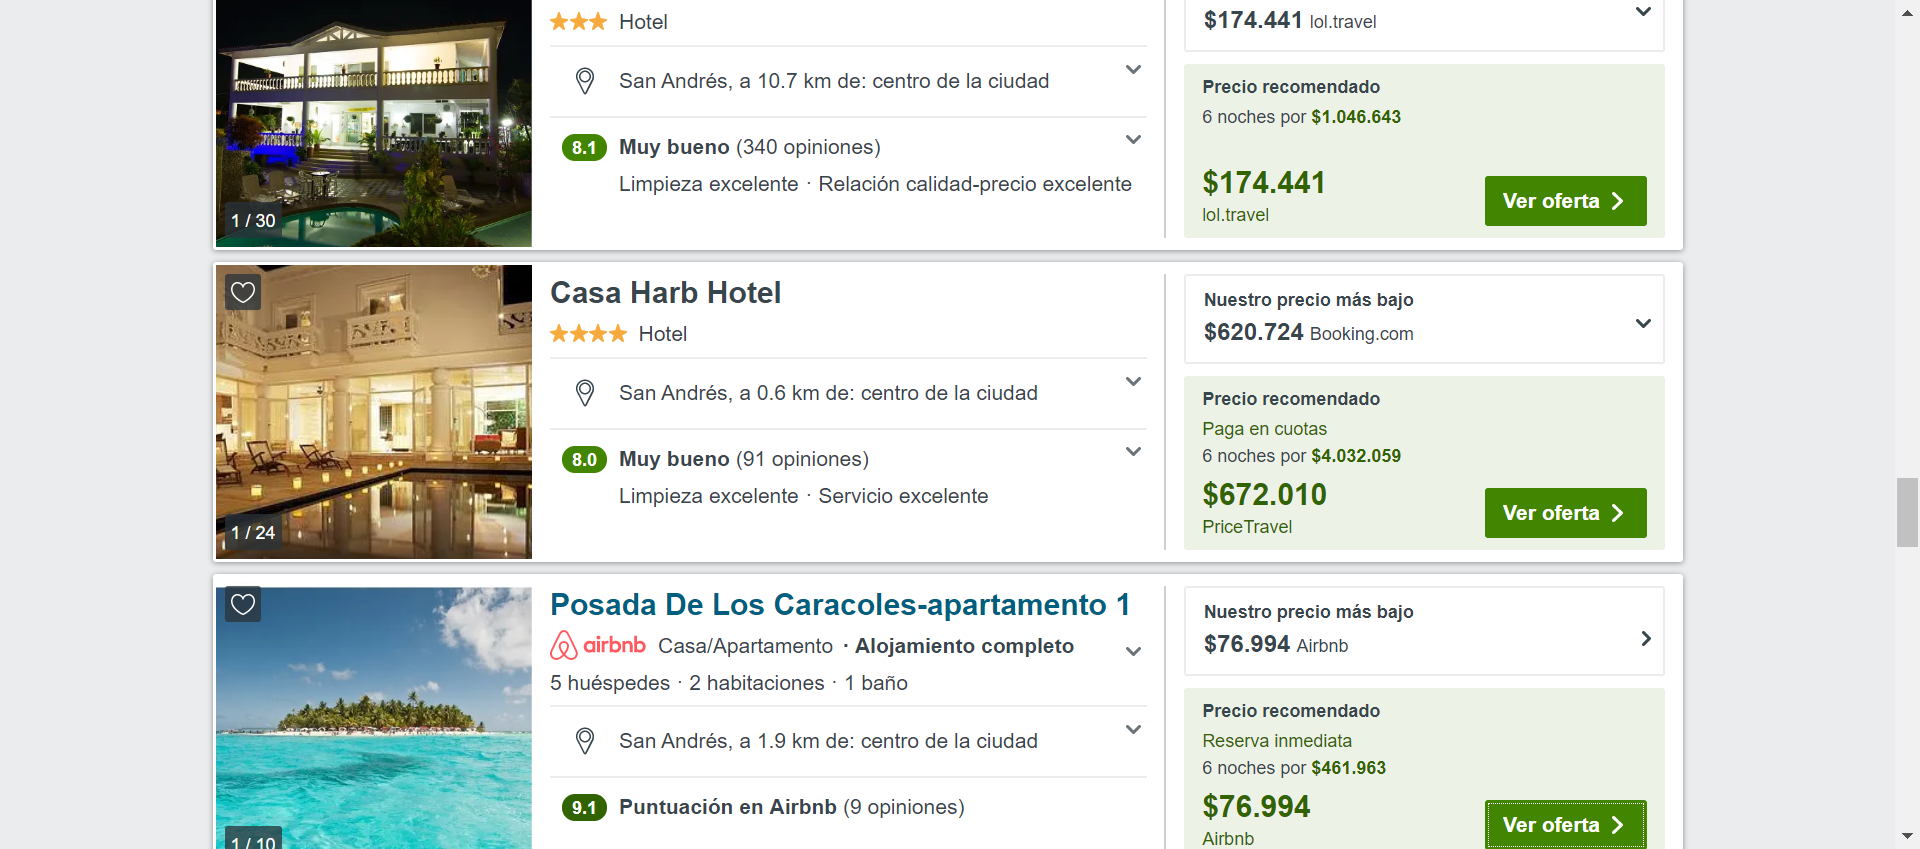 Hotel
San Andrés, a 10.7 km de: centro de la ciudad
8.1 Muy bueno (340 opiniones)
Limpieza excelente · Relación calidad-precio excelente
1 / 30
$174.441 lol.travel
Precio recomendado
6 noches por $1.046.643
$174.441
lol.travel
Ver oferta
Casa Harb Hotel
Hotel
San Andrés, a 0.6 km de: centro de la ciudad
8.0 Muy bueno (91 opiniones)
Limpieza excelente · Servicio excelente
1 / 24
Nuestro precio más bajo
$620.724 Booking.com
Precio recomendado
Paga en cuotas
6 noches por $4.032.059
$672.010
PriceTravel
Ver oferta
Posada De Los Caracoles-apartamento 1
airbnb Casa/Apartamento · Alojamiento completo
5 huéspedes · 2 habitaciones · 1 baño
San Andrés, a 1.9 km de: centro de la ciudad
9.1 Puntuación en Airbnb (9 opiniones)
1 / 10
Nuestro precio más bajo
$76.994 Airbnb
Precio recomendado
Reserva inmediata
6 noches por $461.963
$76.994
Airbnb
Ver oferta